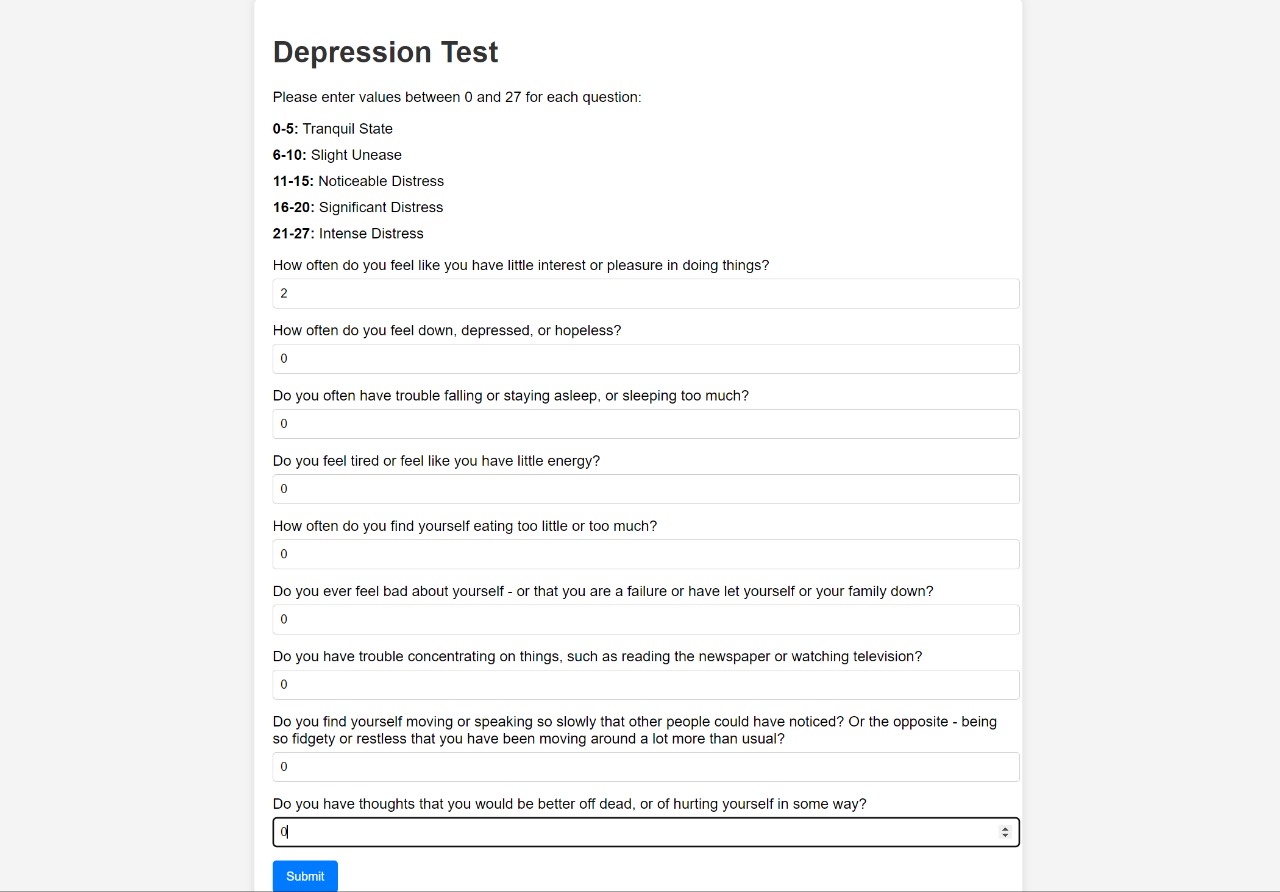 Depression Test
Please enter values between 0 and 27 for each question:
0-5: Tranquil State
6-10: Slight Unease
11-15: Noticeable Distress
16-20: Significant Distress
21-27: Intense Distress
How often do you feel like you have little interest or pleasure in doing things?
2
How often do you feel down, depressed, or hopeless?
0
Do you often have trouble falling or staying asleep, or sleeping too much?
0
Do you feel tired or feel like you have little energy?
0
How often do you find yourself eating too little or too much?
0
Do you ever feel bad about yourself - or that you are a failure or have let yourself or your family down?
0
Do you have trouble concentrating on things, such as reading the newspaper or watching television?
0
Do you find yourself moving or speaking so slowly that other people could have noticed? Or the opposite - being
so fidgety or restless that you have been moving around a lot more than usual?
0
Do you have thoughts that you would be better off dead, or of hurting yourself in some way?
0
Submit